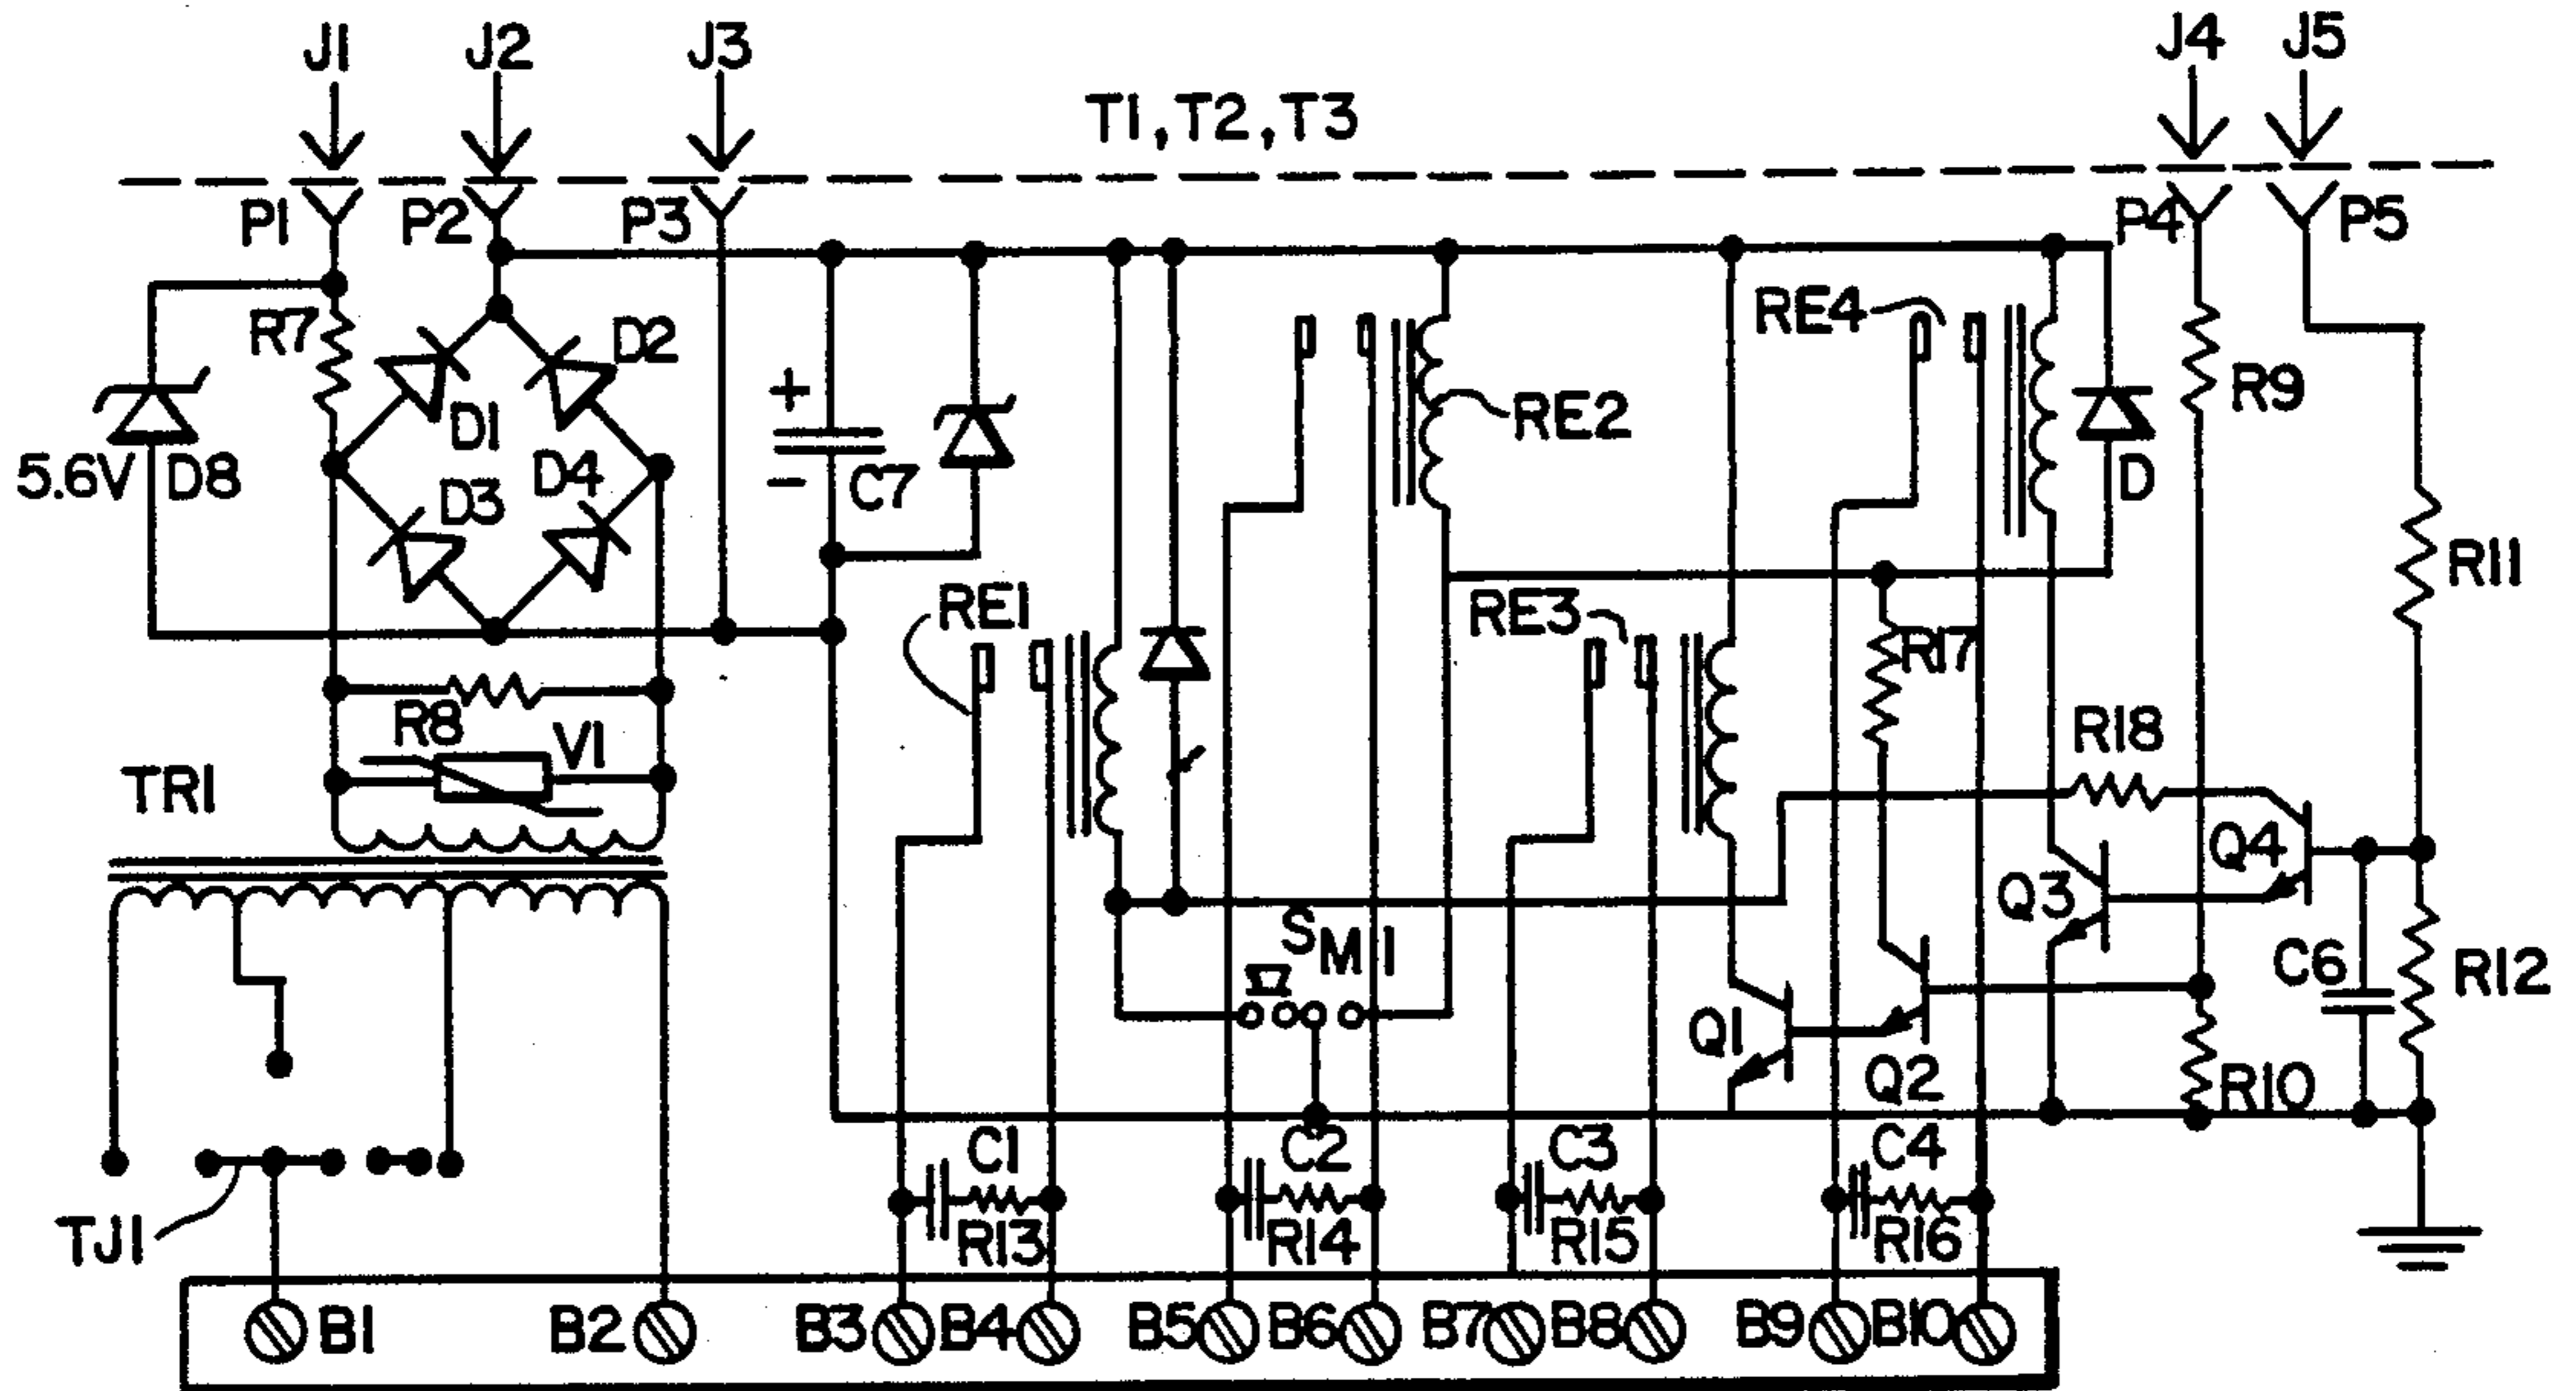 J1 J2 J3 J4 J5
T1, T2, T3
P1 P2 P3 P4 P5
R7 D2 RE4
D1 RE2 R9
5.6V D8 D3 D4 C7 D
R11
RE1 RE3 R17
R8 V1 R18
TR1
Q4
Q3
SM1 C6 R12
Q1 Q2 R10
C1 C2 C3 C4
TJ1 R13 R14 R15 R16
B1 B2 B3 B4 B5 B6 B7 B8 B9 B10